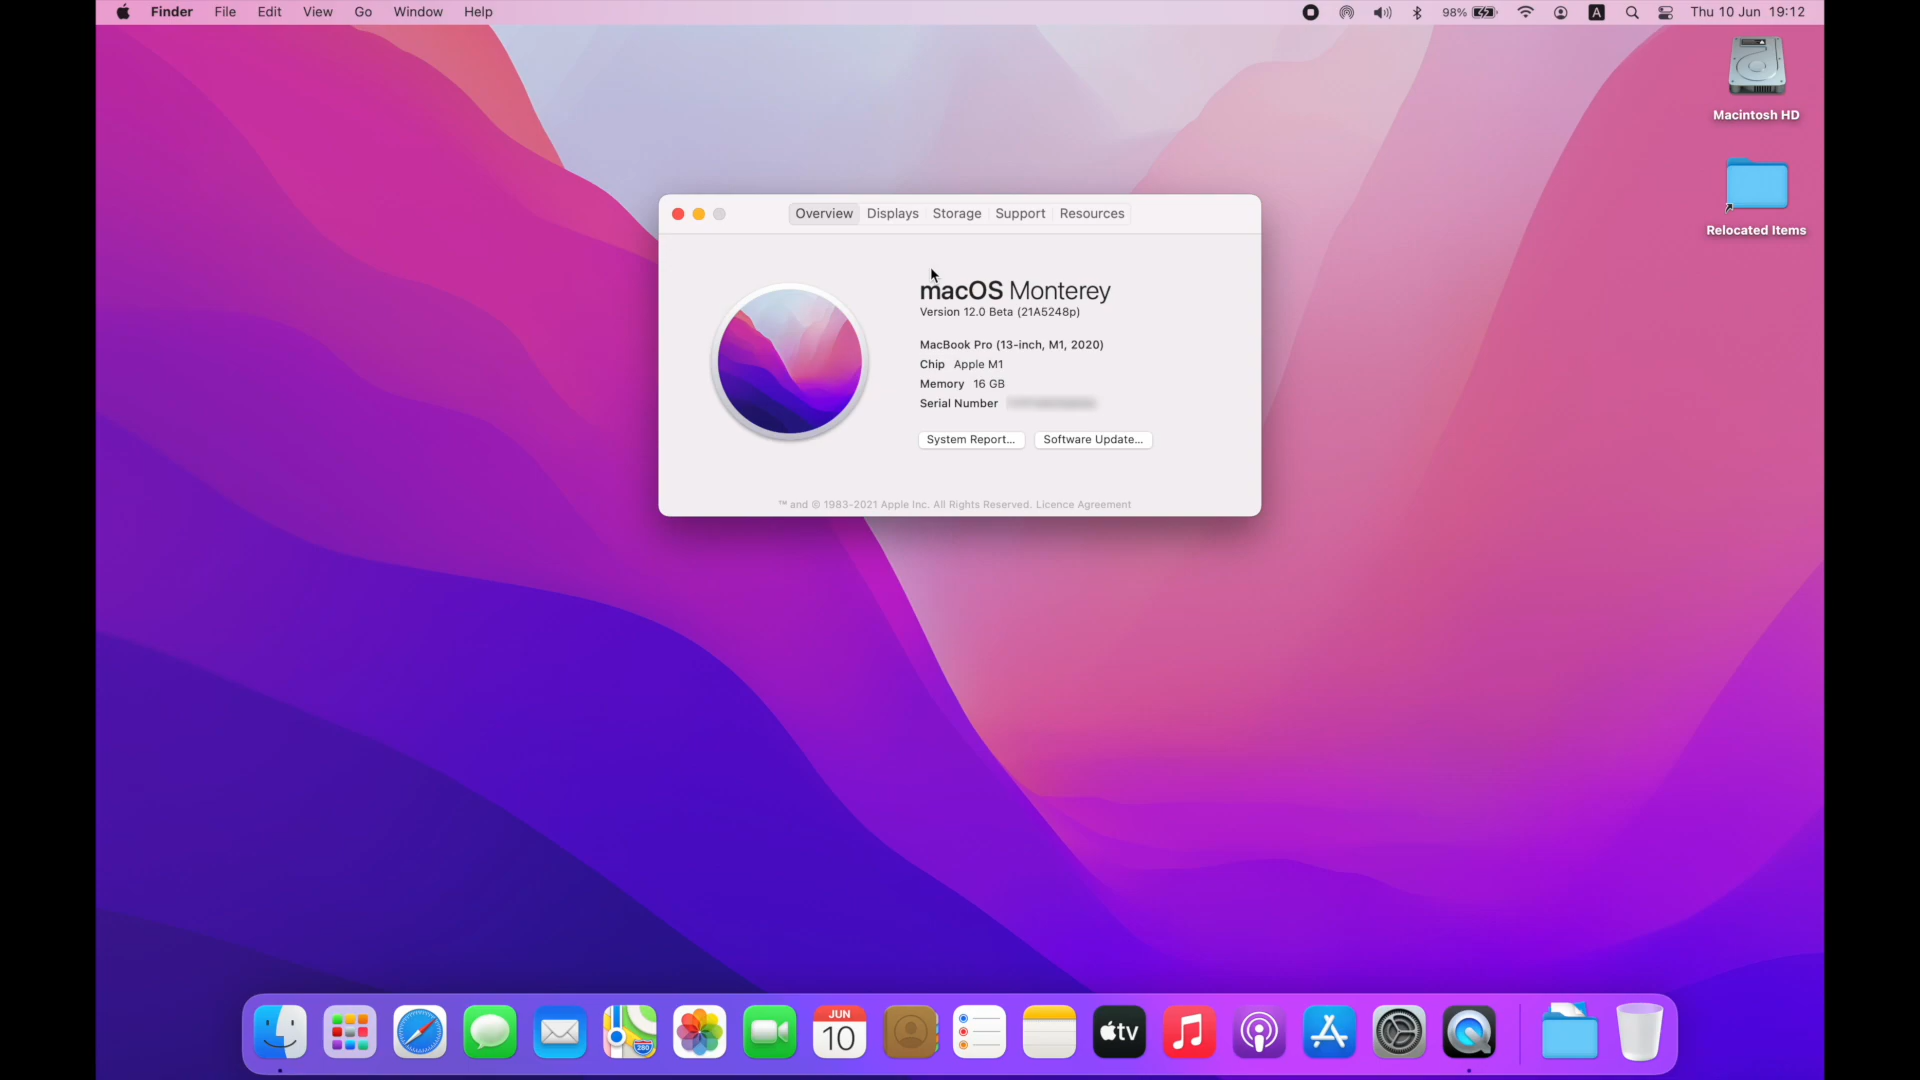 Finder File Edit View Go Window Help 98% A Thu 10 Jun 19:12
Macintosh HD
Relocated Items
Overview Displays Storage Support Resources
macOS Monterey
Version 12.0 Beta (21A5248p)
MacBook Pro (13-inch, M1, 2020)
Chip Apple M1
Memory 16 GB
Serial Number
System Report... Software Update...
™ and © 1983-2021 Apple Inc. All Rights Reserved. Licence Agreement
280
JUN
10
tv